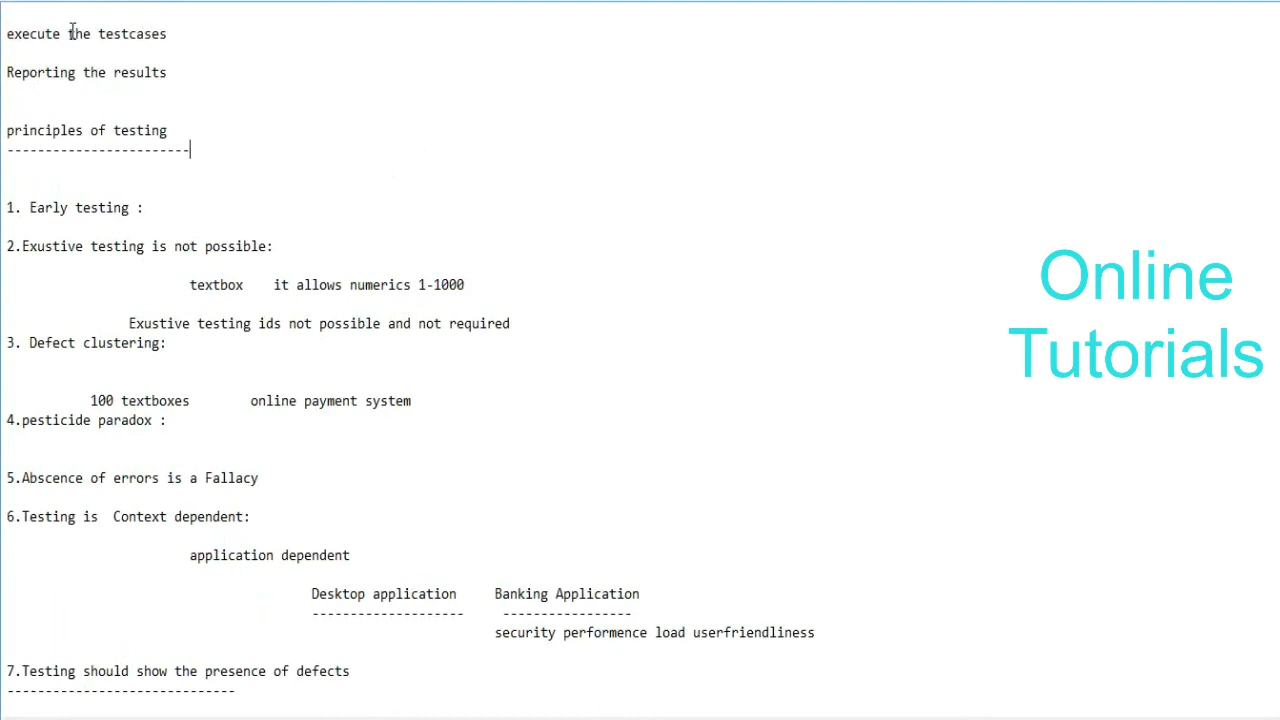 execute the testcases
Reporting the results
principles of testing
------------------------
1. Early testing :
2.Exustive testing is not possible:
textbox    it allows numerics 1-1000
Exustive testing ids not possible and not required
3. Defect clustering:
100 textboxes        online payment system
4.pesticide paradox :
5.Abscence of errors is a Fallacy
6.Testing is  Context dependent:
application dependent
Desktop application     Banking Application
--------------------     -----------------
security performence load userfriendliness
7.Testing should show the presence of defects
------------------------------
Online
Tutorials